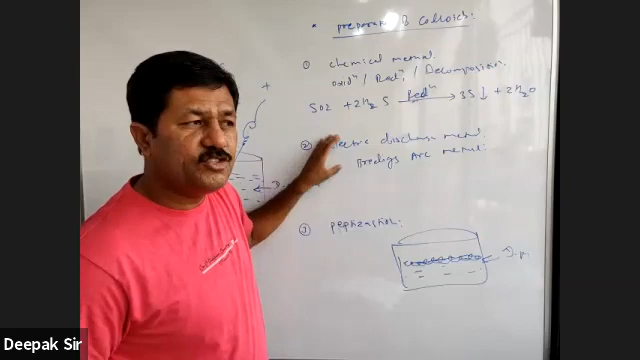 * preparatn of Colloids:
① chemical method.
Oxidⁿ / Redⁿ / Decomposition.
SO2 + 2H2S Redⁿ → 3S ↓ + 2H2O
② Electric discharge method.
Bredigs Arc method.
③ peptization:
+
Deepak Sir